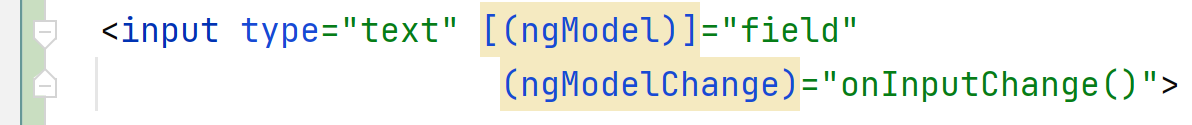 <input type="text" [(ngModel)]="field"
(ngModelChange)="onInputChange()">